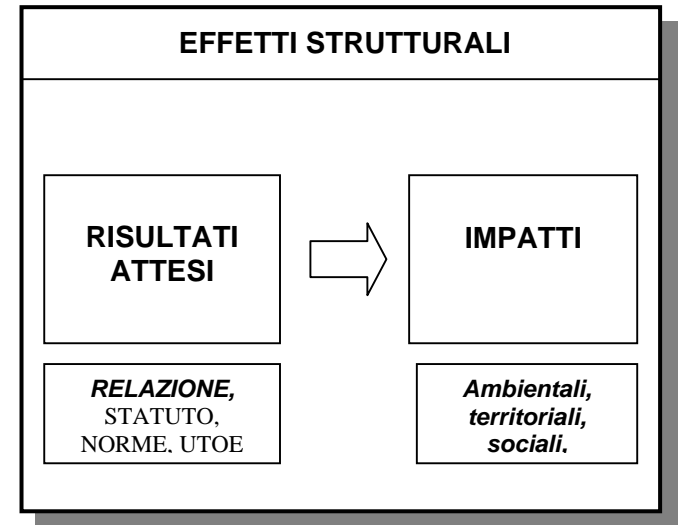 EFFETTI STRUTTURALI
RISULTATI
ATTESI
IMPATTI
RELAZIONE,
STATUTO,
NORME, UTOE
Ambientali,
territoriali,
sociali,